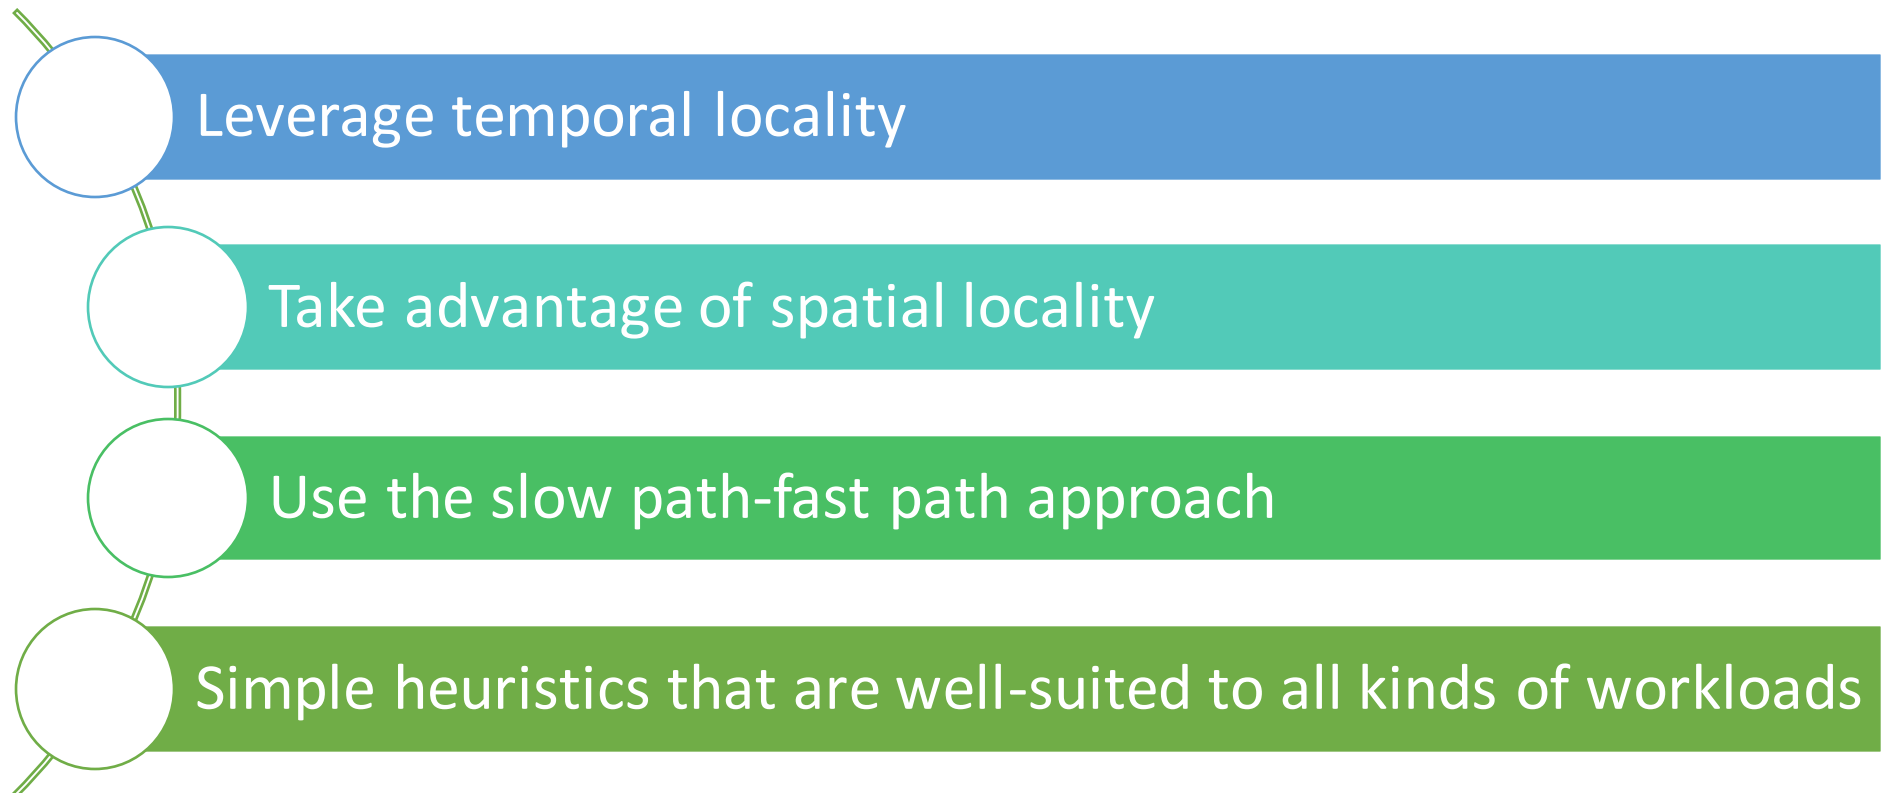 Leverage temporal locality
Take advantage of spatial locality
Use the slow path-fast path approach
Simple heuristics that are well-suited to all kinds of workloads